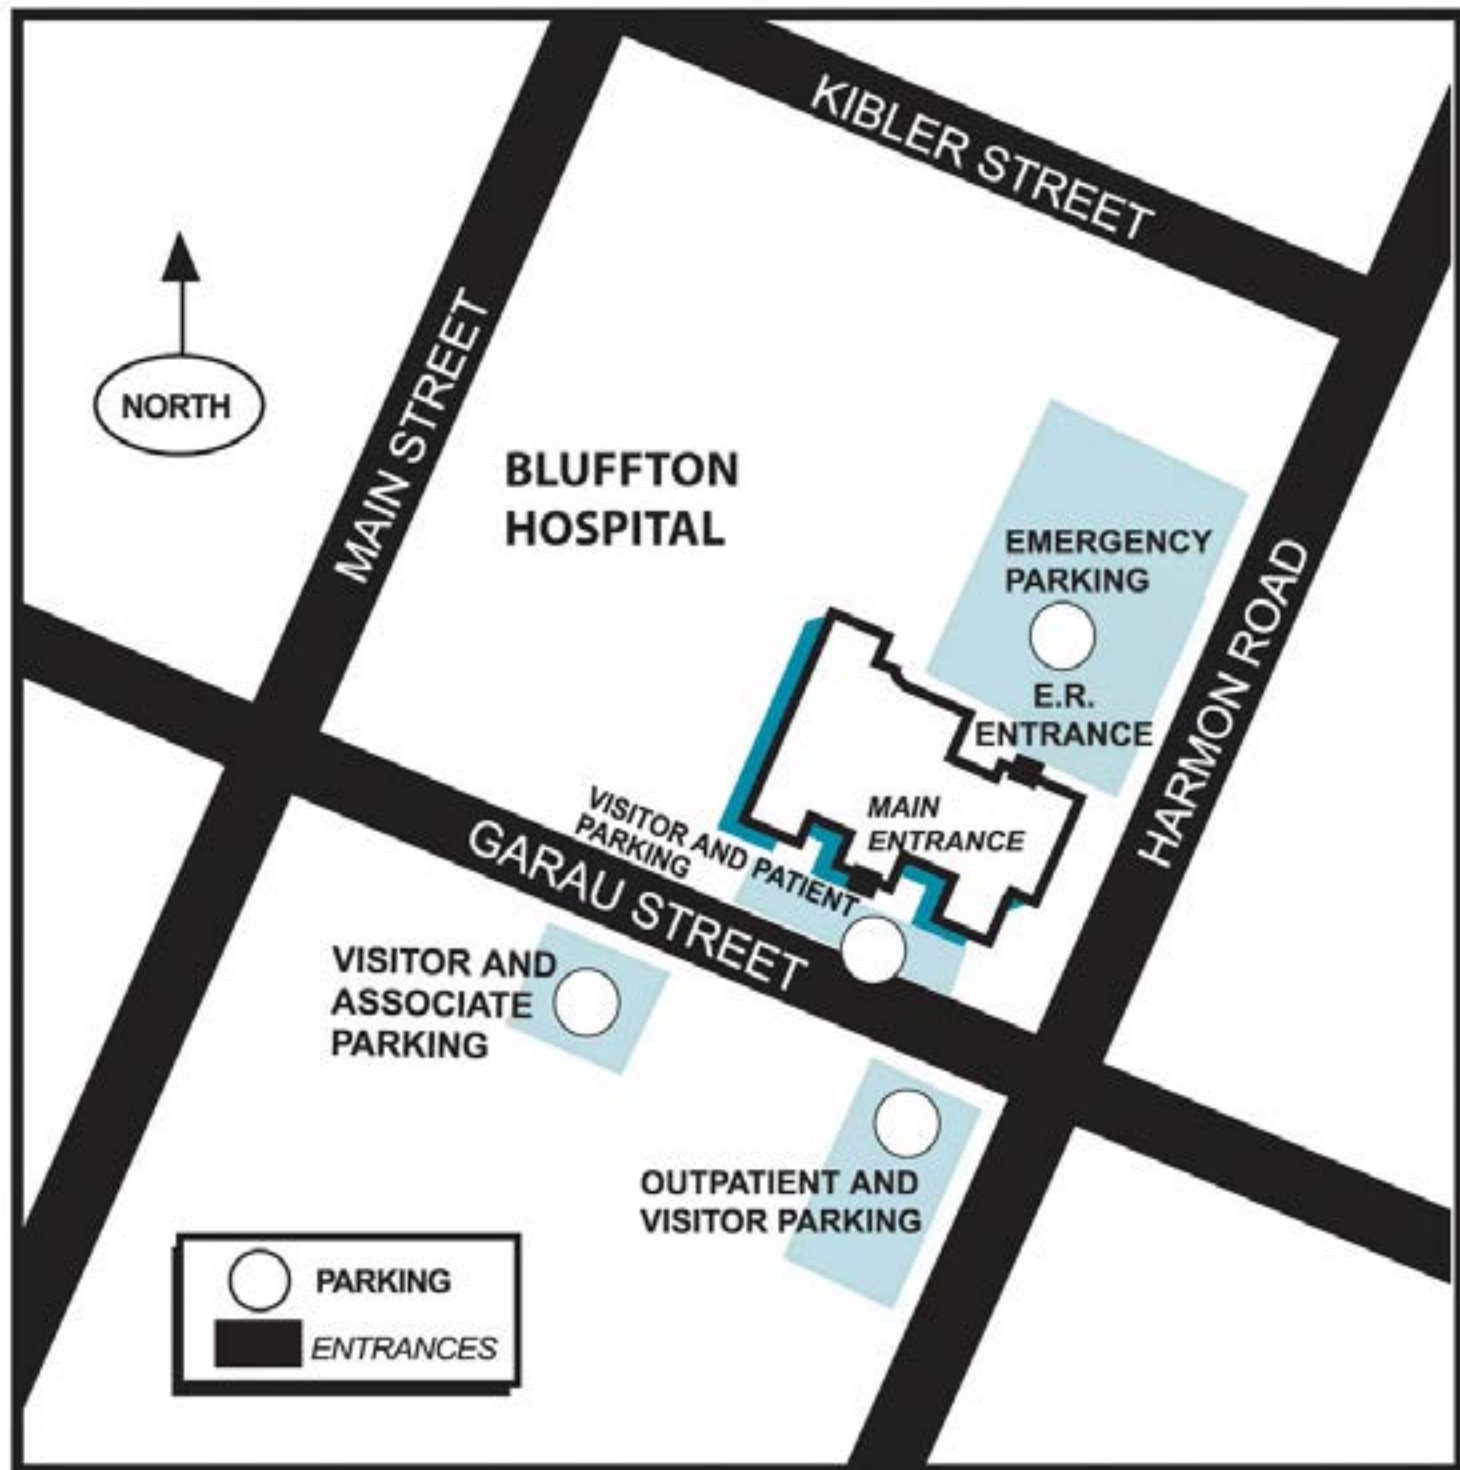 KIBLER STREET
NORTH
MAIN STREET
BLUFFTON
HOSPITAL
EMERGENCY
PARKING
E.R.
ENTRANCE
HARMON ROAD
MAIN
ENTRANCE
VISITOR AND PATIENT
PARKING
GARAU STREET
VISITOR AND
ASSOCIATE
PARKING
OUTPATIENT AND
VISITOR PARKING
PARKING
ENTRANCES